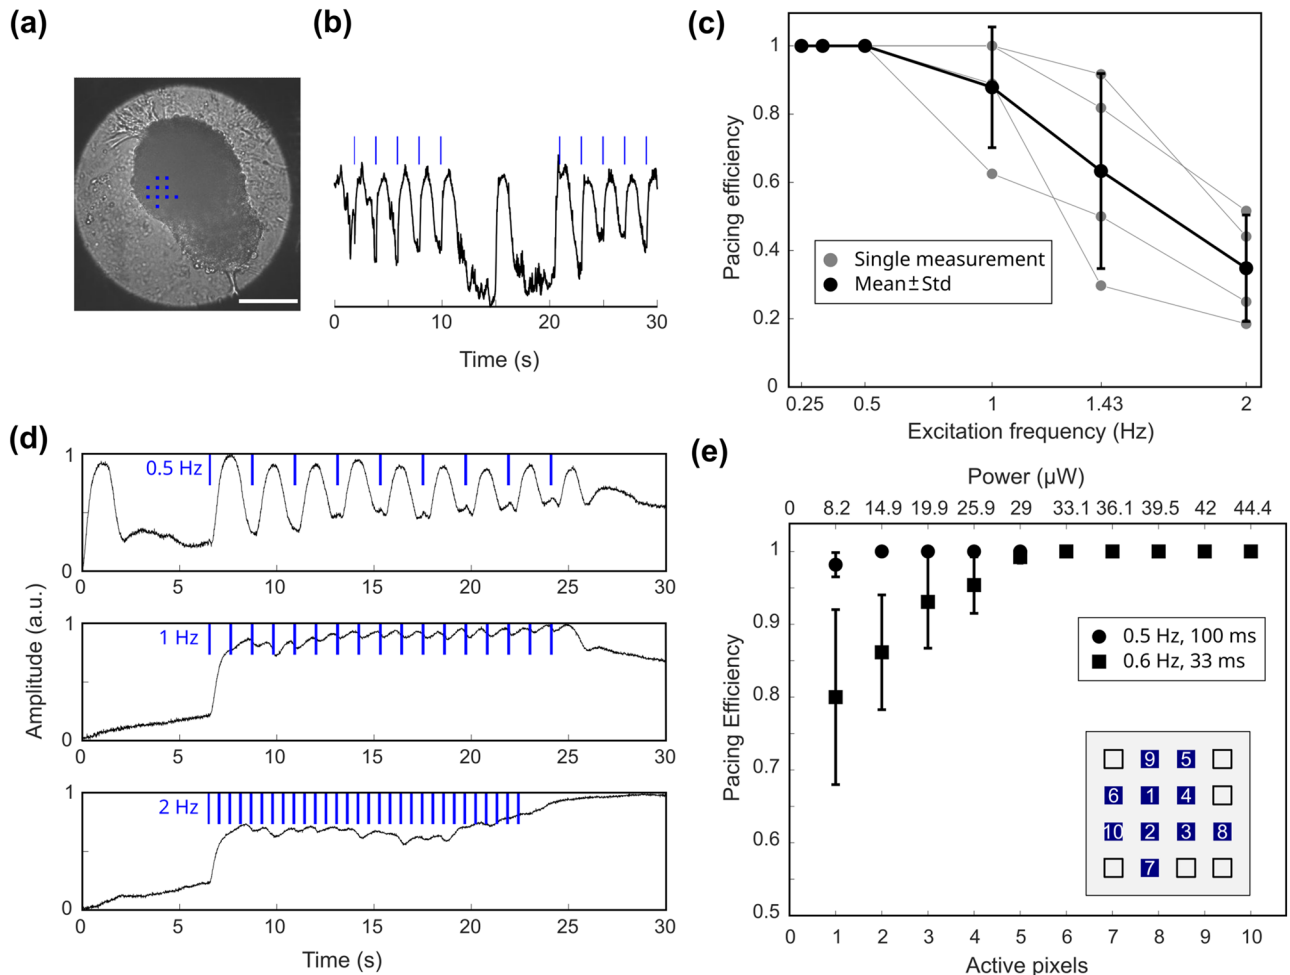 (a)
(b)
0 10 20 30
Time (s)
(c)
Pacing efficiency
1
0.8
0.6
0.4
0.2
0
Single measurement
Mean±Std
0.25 0.5 1 1.43 2
Excitation frequency (Hz)
(d)
Amplitude (a.u.)
1
0.5 Hz
0
0 5 10 15 20 25 30
1
1 Hz
0
0 5 10 15 20 25 30
1
2 Hz
0
0 5 10 15 20 25 30
Time (s)
(e)
Power (μW)
0 8.2 14.9 19.9 25.9 29 33.1 36.1 39.5 42 44.4
Pacing Efficiency
1
0.9
0.8
0.7
0.6
0.5
0.5 Hz, 100 ms
0.6 Hz, 33 ms
9 5
6 1 4
10 2 3 8
7
0 1 2 3 4 5 6 7 8 9 10
Active pixels